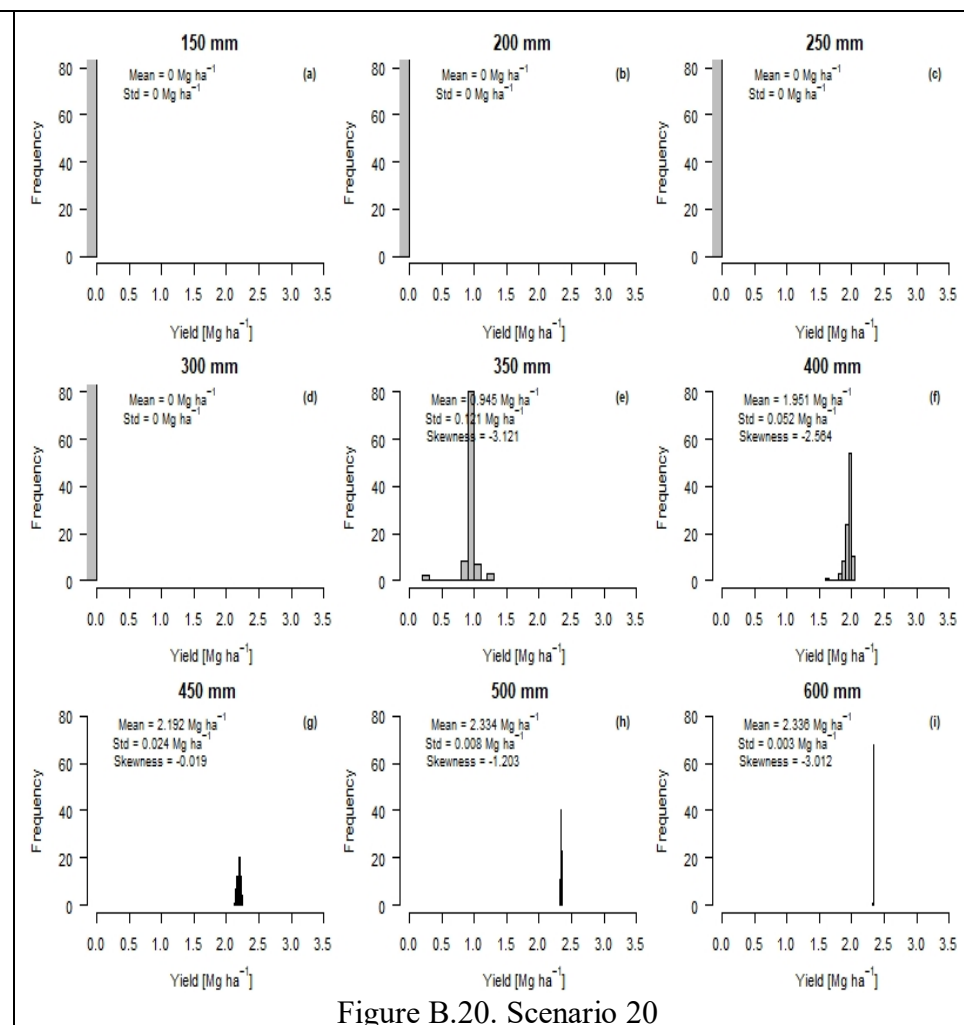 150 mm
80
60
40
20
0
Frequency
Mean = 0 Mg ha⁻¹
Std = 0 Mg ha⁻¹
(a)
0.0 0.5 1.0 1.5 2.0 2.5 3.0 3.5
Yield [Mg ha⁻¹]
200 mm
80
60
40
20
0
Frequency
Mean = 0 Mg ha⁻¹
Std = 0 Mg ha⁻¹
(b)
0.0 0.5 1.0 1.5 2.0 2.5 3.0 3.5
Yield [Mg ha⁻¹]
250 mm
80
60
40
20
0
Frequency
Mean = 0 Mg ha⁻¹
Std = 0 Mg ha⁻¹
(c)
0.0 0.5 1.0 1.5 2.0 2.5 3.0 3.5
Yield [Mg ha⁻¹]
300 mm
80
60
40
20
0
Frequency
Mean = 0 Mg ha⁻¹
Std = 0 Mg ha⁻¹
(d)
0.0 0.5 1.0 1.5 2.0 2.5 3.0 3.5
Yield [Mg ha⁻¹]
350 mm
80
60
40
20
0
Frequency
Mean = 0.945 Mg ha⁻¹
Std = 0.121 Mg ha⁻¹
Skewness = -3.121
(e)
0.0 0.5 1.0 1.5 2.0 2.5 3.0 3.5
Yield [Mg ha⁻¹]
400 mm
80
60
40
20
0
Frequency
Mean = 1.951 Mg ha⁻¹
Std = 0.052 Mg ha⁻¹
Skewness = -2.564
(f)
0.0 0.5 1.0 1.5 2.0 2.5 3.0 3.5
Yield [Mg ha⁻¹]
450 mm
80
60
40
20
0
Frequency
Mean = 2.192 Mg ha⁻¹
Std = 0.024 Mg ha⁻¹
Skewness = -0.019
(g)
0.0 0.5 1.0 1.5 2.0 2.5 3.0 3.5
Yield [Mg ha⁻¹]
500 mm
80
60
40
20
0
Frequency
Mean = 2.334 Mg ha⁻¹
Std = 0.008 Mg ha⁻¹
Skewness = -1.203
(h)
0.0 0.5 1.0 1.5 2.0 2.5 3.0 3.5
Yield [Mg ha⁻¹]
600 mm
80
60
40
20
0
Frequency
Mean = 2.336 Mg ha⁻¹
Std = 0.003 Mg ha⁻¹
Skewness = -3.012
(i)
0.0 0.5 1.0 1.5 2.0 2.5 3.0 3.5
Yield [Mg ha⁻¹]
Figure B.20. Scenario 20